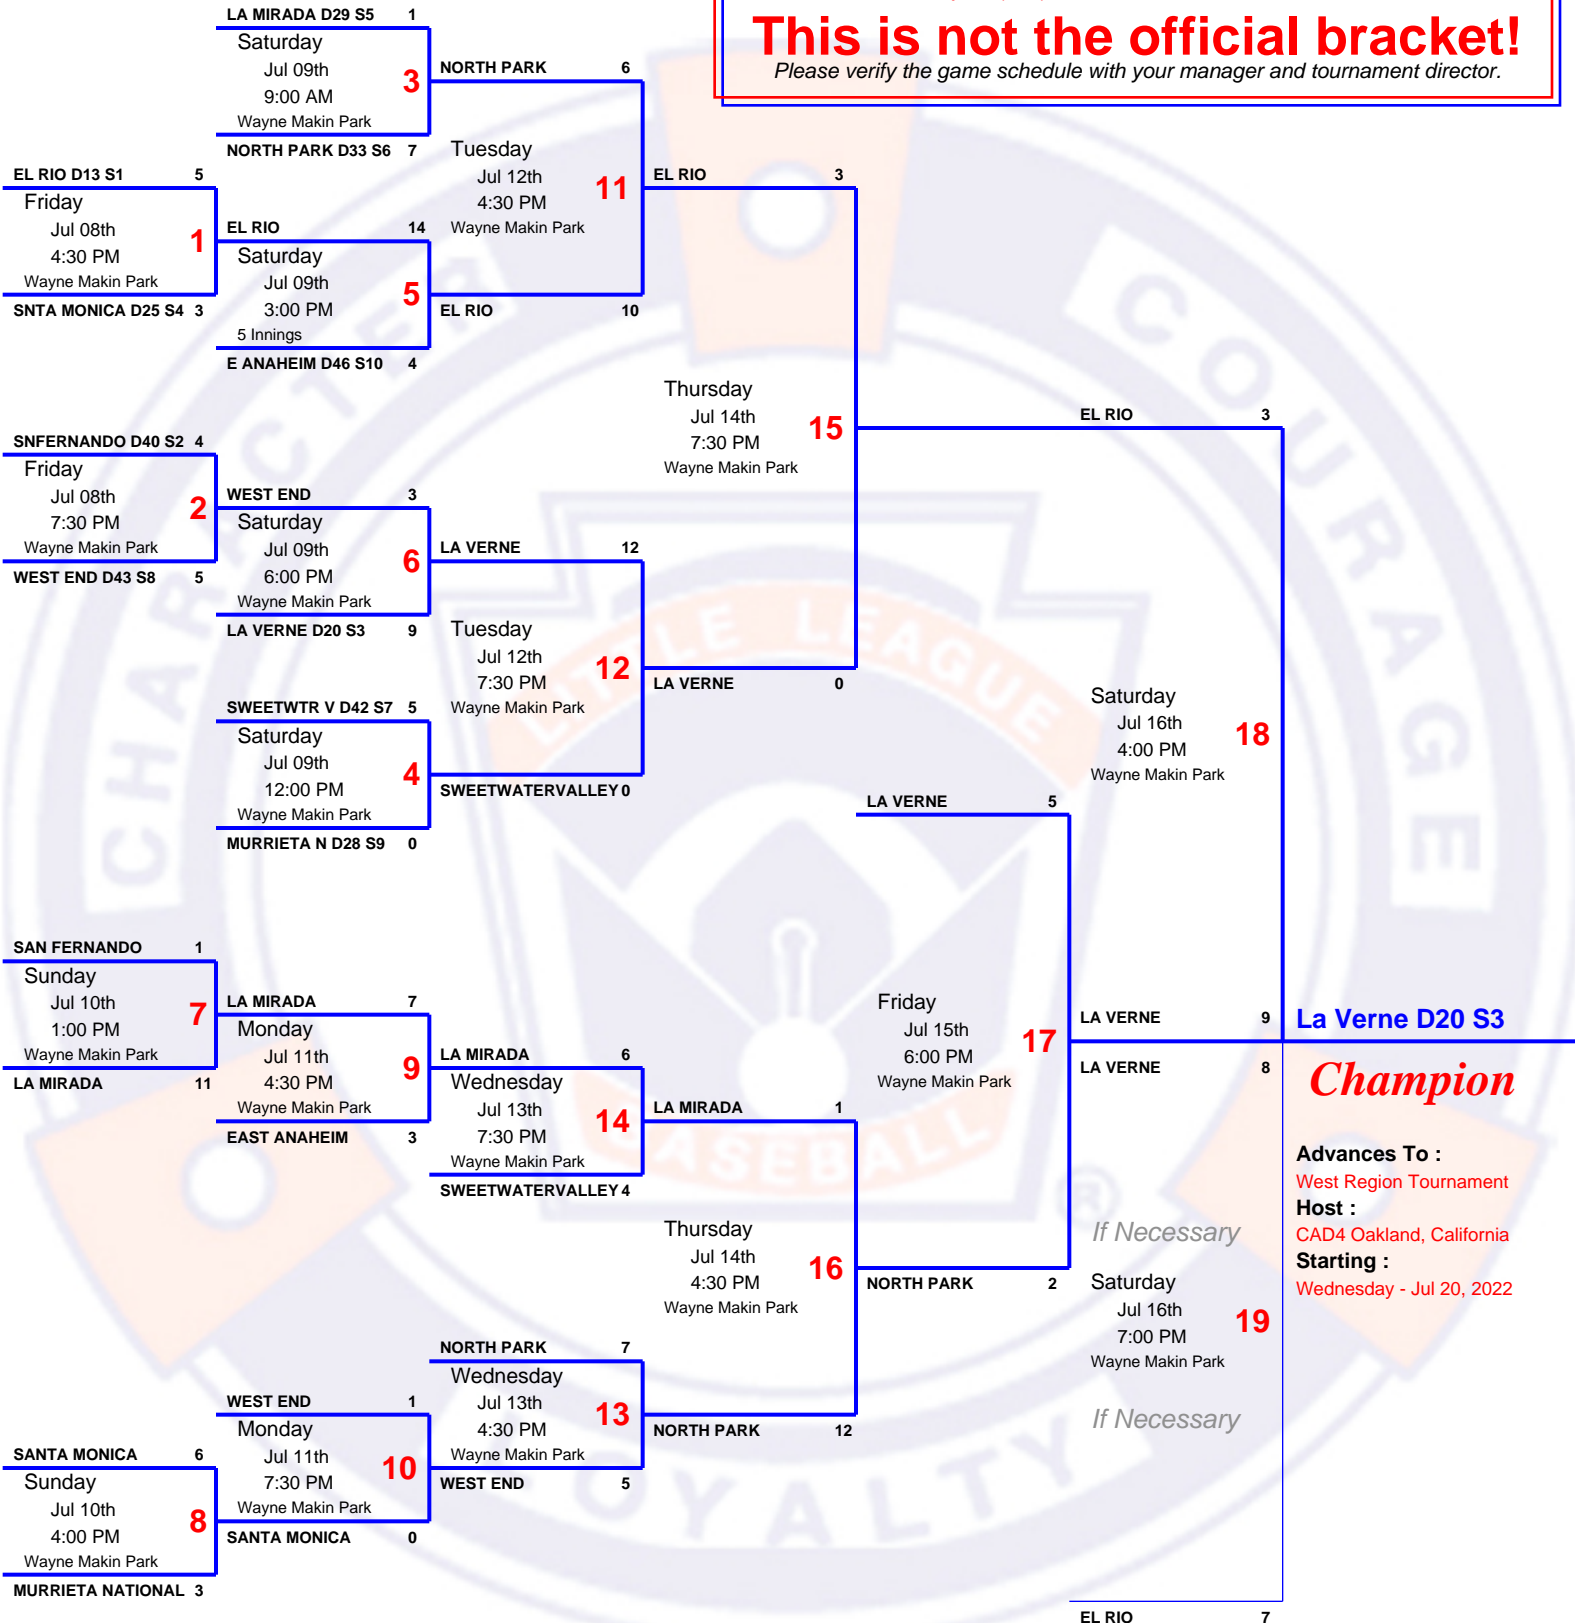 This is not the official bracket!
Please verify the game schedule with your manager and tournament director.
LA MIRADA D29 S5 1
Saturday
Jul 09th
9:00 AM
Wayne Makin Park
3
NORTH PARK D33 S6 7
EL RIO D13 S1 5
Friday
Jul 08th
4:30 PM
Wayne Makin Park
1
SNTA MONICA D25 S4 3
EL RIO 14
Saturday
Jul 09th
3:00 PM
5 Innings
5
E ANAHEIM D46 S10 4
NORTH PARK 6
Tuesday
Jul 12th
4:30 PM
Wayne Makin Park
11
EL RIO 10
SNFERNANDO D40 S2 4
Friday
Jul 08th
7:30 PM
Wayne Makin Park
2
WEST END D43 S8 5
WEST END 3
Saturday
Jul 09th
6:00 PM
Wayne Makin Park
6
LA VERNE D20 S3 9
SWEETWTR V D42 S7 5
Saturday
Jul 09th
12:00 PM
Wayne Makin Park
4
MURRIETA N D28 S9 0
LA VERNE 12
Tuesday
Jul 12th
7:30 PM
Wayne Makin Park
12
SWEETWATERVALLEY 0
EL RIO 3
Thursday
Jul 14th
7:30 PM
Wayne Makin Park
15
LA VERNE 0
SAN FERNANDO 1
Sunday
Jul 10th
1:00 PM
Wayne Makin Park
7
LA MIRADA 11
LA MIRADA 7
Monday
Jul 11th
4:30 PM
Wayne Makin Park
9
EAST ANAHEIM 3
LA MIRADA 6
Wednesday
Jul 13th
7:30 PM
Wayne Makin Park
14
SWEETWATERVALLEY 4
SANTA MONICA 6
Sunday
Jul 10th
4:00 PM
Wayne Makin Park
8
MURRIETA NATIONAL 3
WEST END 1
Monday
Jul 11th
7:30 PM
Wayne Makin Park
10
SANTA MONICA 0
NORTH PARK 7
Wednesday
Jul 13th
4:30 PM
Wayne Makin Park
13
WEST END 5
LA MIRADA 1
Thursday
Jul 14th
4:30 PM
Wayne Makin Park
16
NORTH PARK 12
LA VERNE 5
Friday
Jul 15th
6:00 PM
Wayne Makin Park
17
NORTH PARK 2
EL RIO 3
Saturday
Jul 16th
4:00 PM
Wayne Makin Park
18
LA VERNE 9
LA VERNE 8
If Necessary
Saturday
Jul 16th
7:00 PM
Wayne Makin Park
19
If Necessary
EL RIO 7
La Verne D20 S3
Champion
Advances To :
West Region Tournament
Host :
CAD4 Oakland, California
Starting :
Wednesday - Jul 20, 2022
CHARACTER
COURAGE
LOYALTY
LITTLE LEAGUE
BASEBALL
®